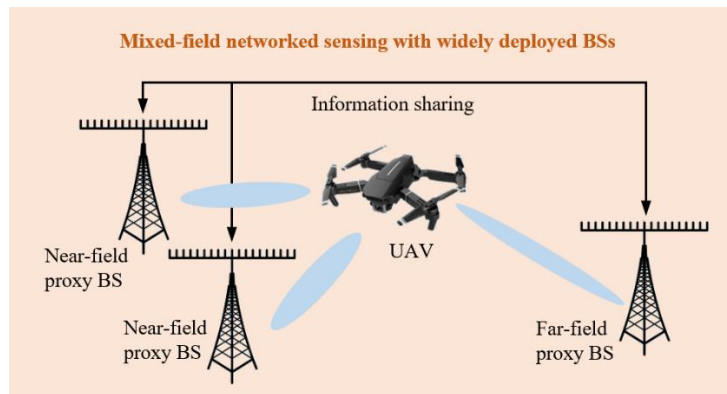 Mixed-field networked sensing with widely deployed BSs
Information sharing
Near-field
proxy BS
UAV
Near-field
proxy BS
Far-field
proxy BS